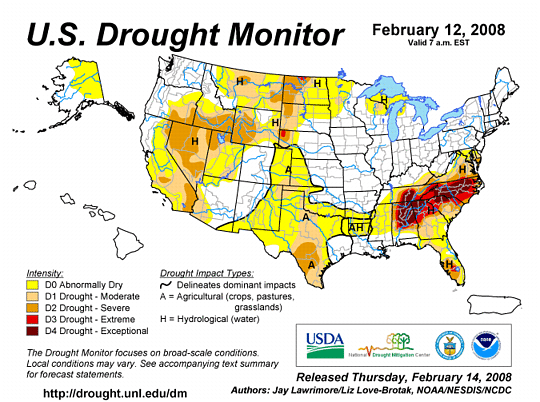 U.S. Drought Monitor
February 12, 2008
Valid 7 a.m. EST
H
H
H
H
H
H
A
A
AH
H
H
A
Intensity:
D0 Abnormally Dry
D1 Drought - Moderate
D2 Drought - Severe
D3 Drought - Extreme
D4 Drought - Exceptional
Drought Impact Types:
Delineates dominant impacts
A = Agricultural (crops, pastures,
grasslands)
H = Hydrological (water)
The Drought Monitor focuses on broad-scale conditions.
Local conditions may vary. See accompanying text summary
for forecast statements.
http://drought.unl.edu/dm
USDA
National Drought Mitigation Center
Released Thursday, February 14, 2008
Authors: Jay Lawrimore/Liz Love-Brotak, NOAA/NESDIS/NCDC